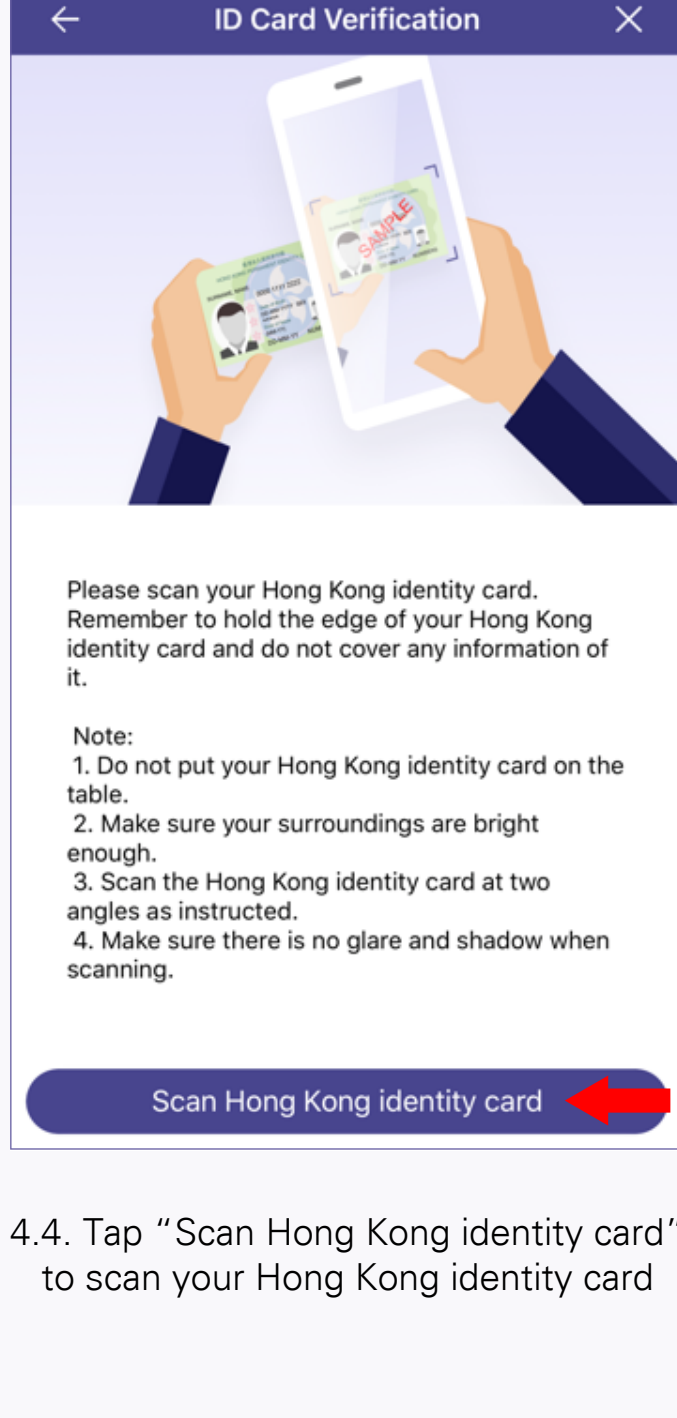 ID Card Verification
SAMPLE
Please scan your Hong Kong identity card.
Remember to hold the edge of your Hong Kong
identity card and do not cover any information of
it.
Note:
1. Do not put your Hong Kong identity card on the
table.
2. Make sure your surroundings are bright
enough.
3. Scan the Hong Kong identity card at two
angles as instructed.
4. Make sure there is no glare and shadow when
scanning.
Scan Hong Kong identity card
4.4. Tap “Scan Hong Kong identity card”
to scan your Hong Kong identity card